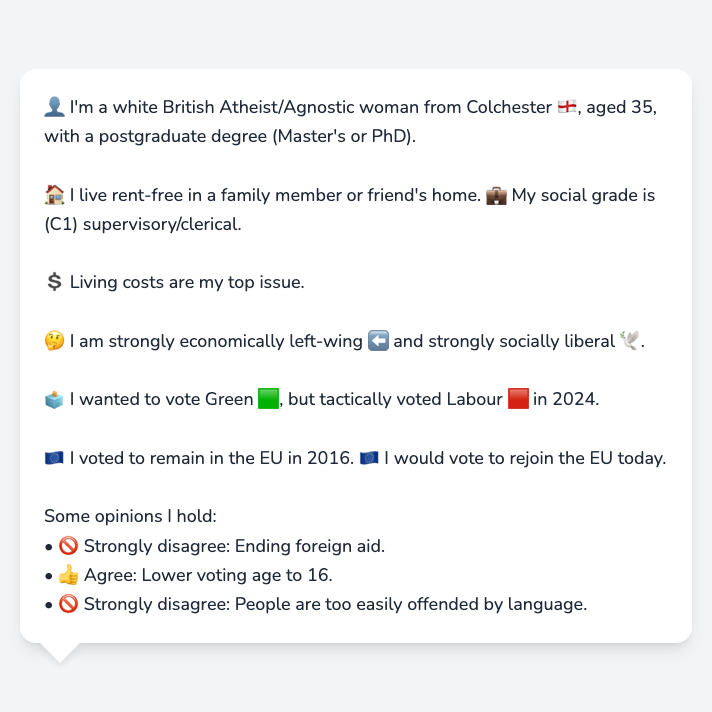 👤 I'm a white British Atheist/Agnostic woman from Colchester 🏴󠁧󠁢󠁥󠁮󠁧󠁿, aged 35,
with a postgraduate degree (Master's or PhD).
🏠 I live rent-free in a family member or friend's home. 💼 My social grade is
(C1) supervisory/clerical.
💲 Living costs are my top issue.
🤔 I am strongly economically left-wing ⬅️ and strongly socially liberal 🕊️.
🗳️ I wanted to vote Green 🟩, but tactically voted Labour 🟥 in 2024.
🇪🇺 I voted to remain in the EU in 2016. 🇪🇺 I would vote to rejoin the EU today.
Some opinions I hold:
• 🚫 Strongly disagree: Ending foreign aid.
• 👍 Agree: Lower voting age to 16.
• 🚫 Strongly disagree: People are too easily offended by language.